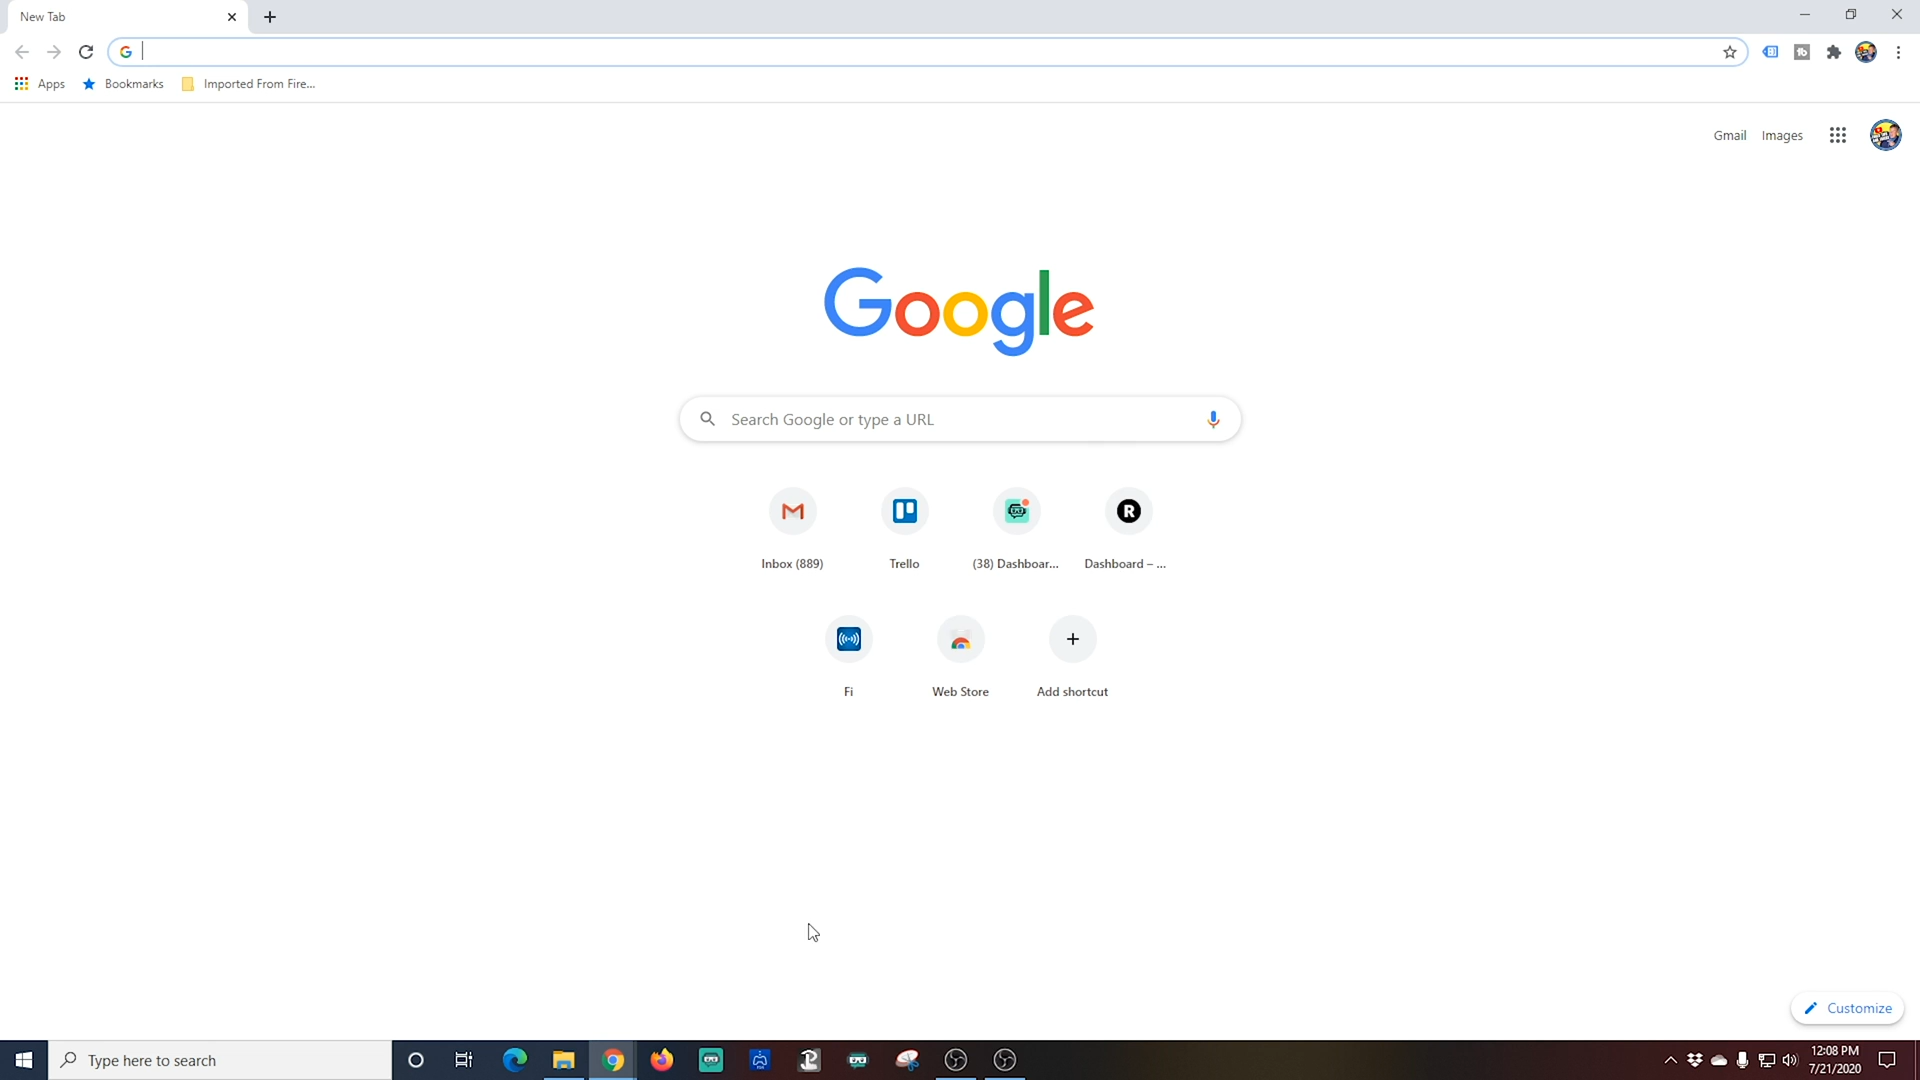 New Tab
Apps Bookmarks Imported From Fire...
Gmail Images
Google
Search Google or type a URL
Inbox (889) Trello (38) Dashboar... Dashboard – ...
Fi Web Store Add shortcut
Customize
Type here to search
12:08 PM
7/21/2020